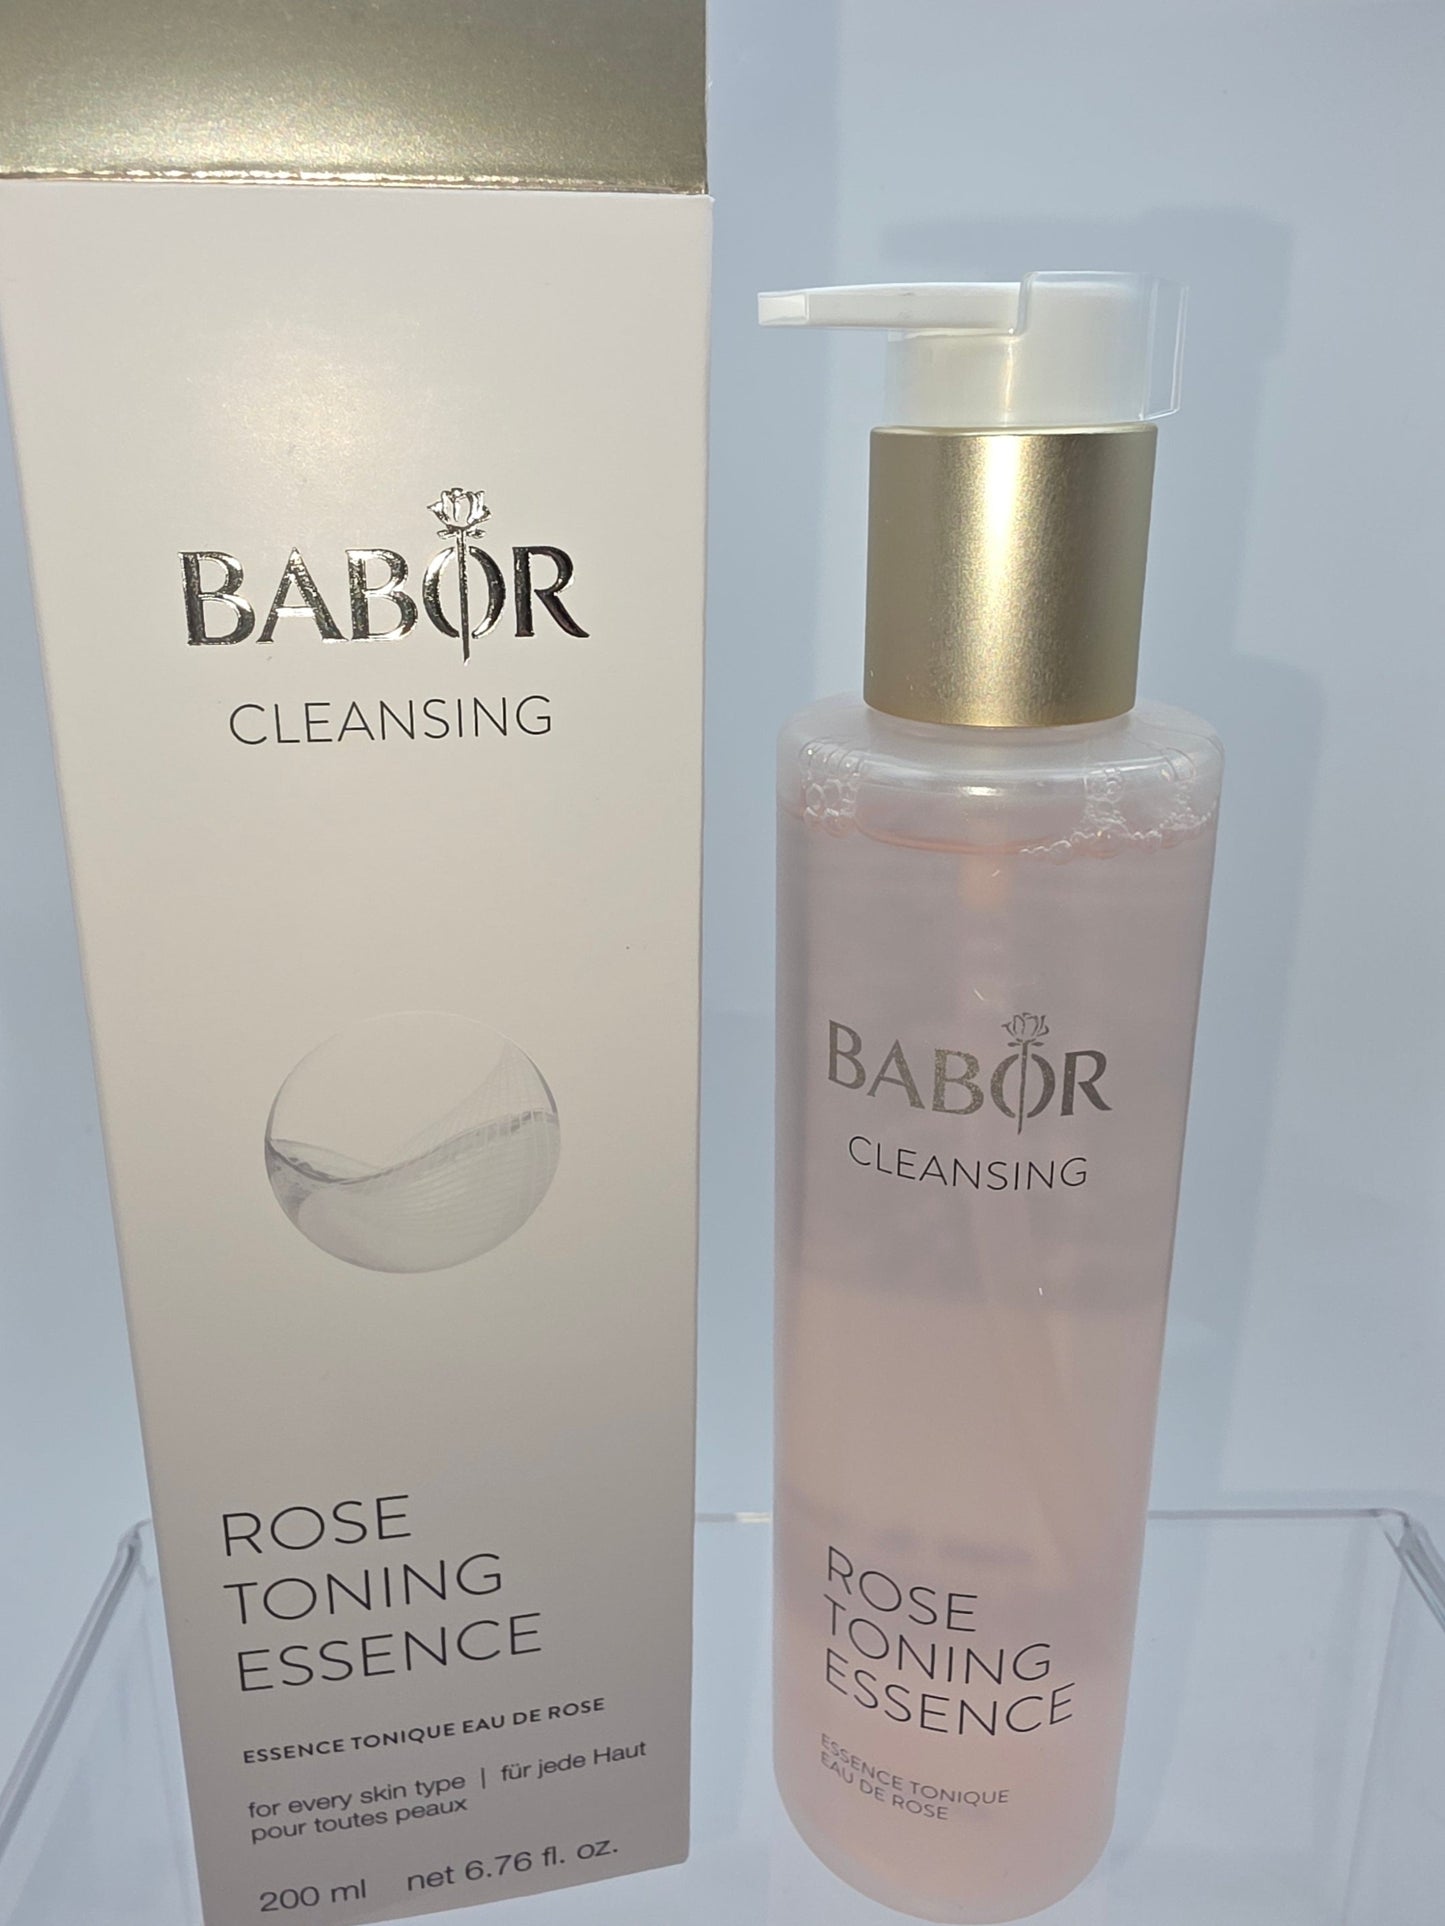 BABOR
CLEANSING
ROSE
TONING
ESSENCE
ESSENCE TONIQUE EAU DE ROSE
for every skin type | für jede Haut
pour toutes peaux
200 ml net 6.76 fl. oz.
BABOR
CLEANSING
ROSE
TONING
ESSENCE
ESSENCE TONIQUE
EAU DE ROSE